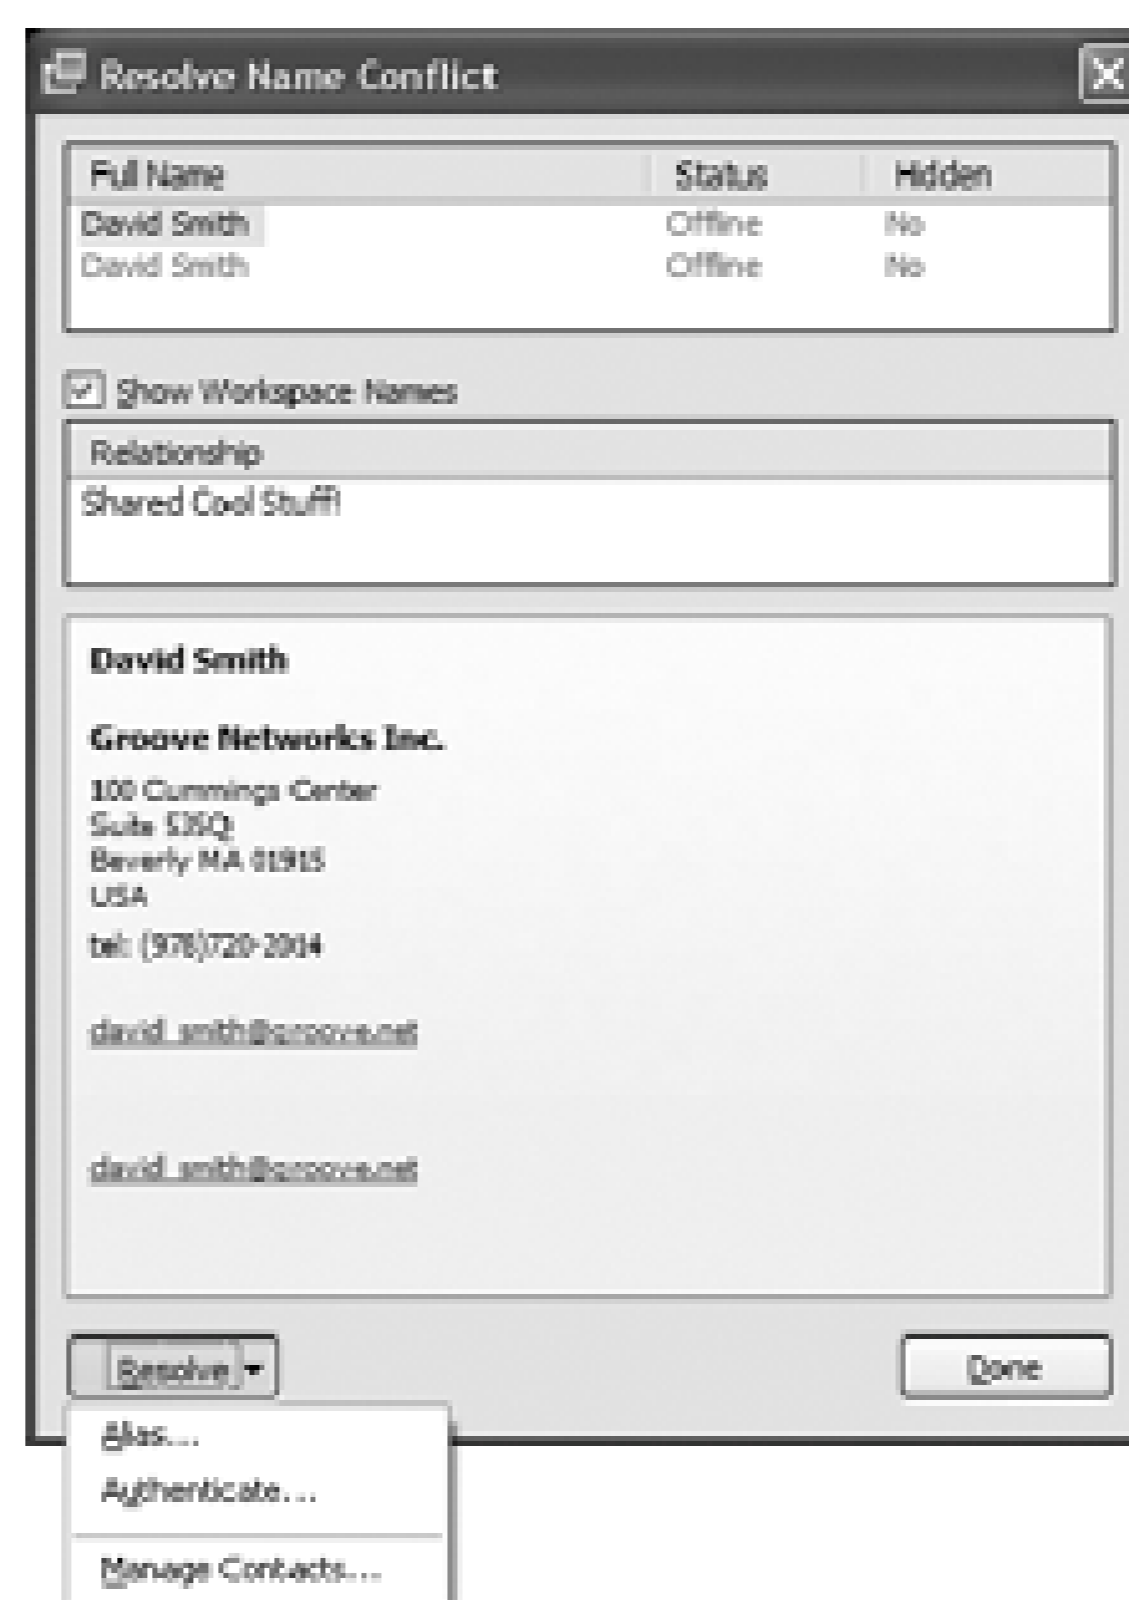 Resolve Name Conflict
Full Name Status Hidden
David Smith Offline No
David Smith Offline No
Show Workspace Names
Relationship
Shared Cool Stuff!
David Smith
Groove Networks Inc.
100 Cummings Center
Suite
Beverly MA 01915
USA
tel: (978)720-2004
david_smith@groove.net
david_smith@groove.net
Resolve Done
Alias...
Authenticate...
Manage Contacts...